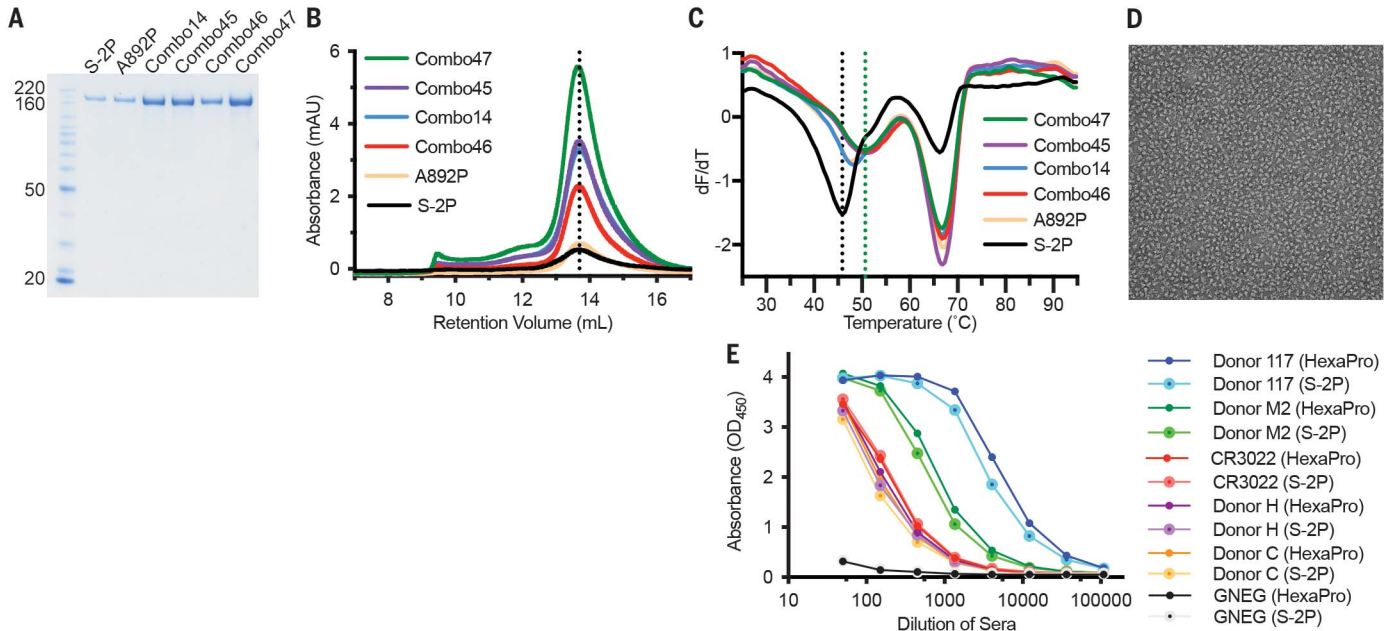 A
S-2P
A892P
Combo14
Combo45
Combo46
Combo47
220
160
50
20
B
Absorbance (mAU)
6
4
2
0
Combo47
Combo45
Combo14
Combo46
A892P
S-2P
8 10 12 14 16
Retention Volume (mL)
C
dF/dT
1
0
-1
-2
Combo47
Combo45
Combo14
Combo46
A892P
S-2P
30 40 50 60 70 80 90
Temperature (˚C)
D
E
Absorbance (OD450)
4
3
2
1
0
10 100 1000 10000 100000
Dilution of Sera
Donor 117 (HexaPro)
Donor 117 (S-2P)
Donor M2 (HexaPro)
Donor M2 (S-2P)
CR3022 (HexaPro)
CR3022 (S-2P)
Donor H (HexaPro)
Donor H (S-2P)
Donor C (HexaPro)
Donor C (S-2P)
GNEG (HexaPro)
GNEG (S-2P)